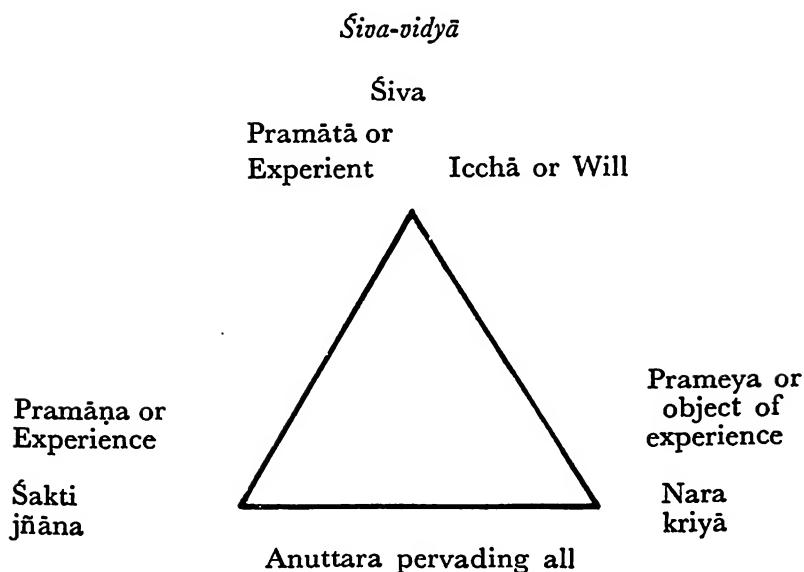 Śiva-vidyā
Śiva
Pramātā or
Experient Icchā or Will
Pramāṇa or
Experience
Śakti
jñāna
Prameya or
object of
experience
Nara
kriyā
Anuttara pervading all